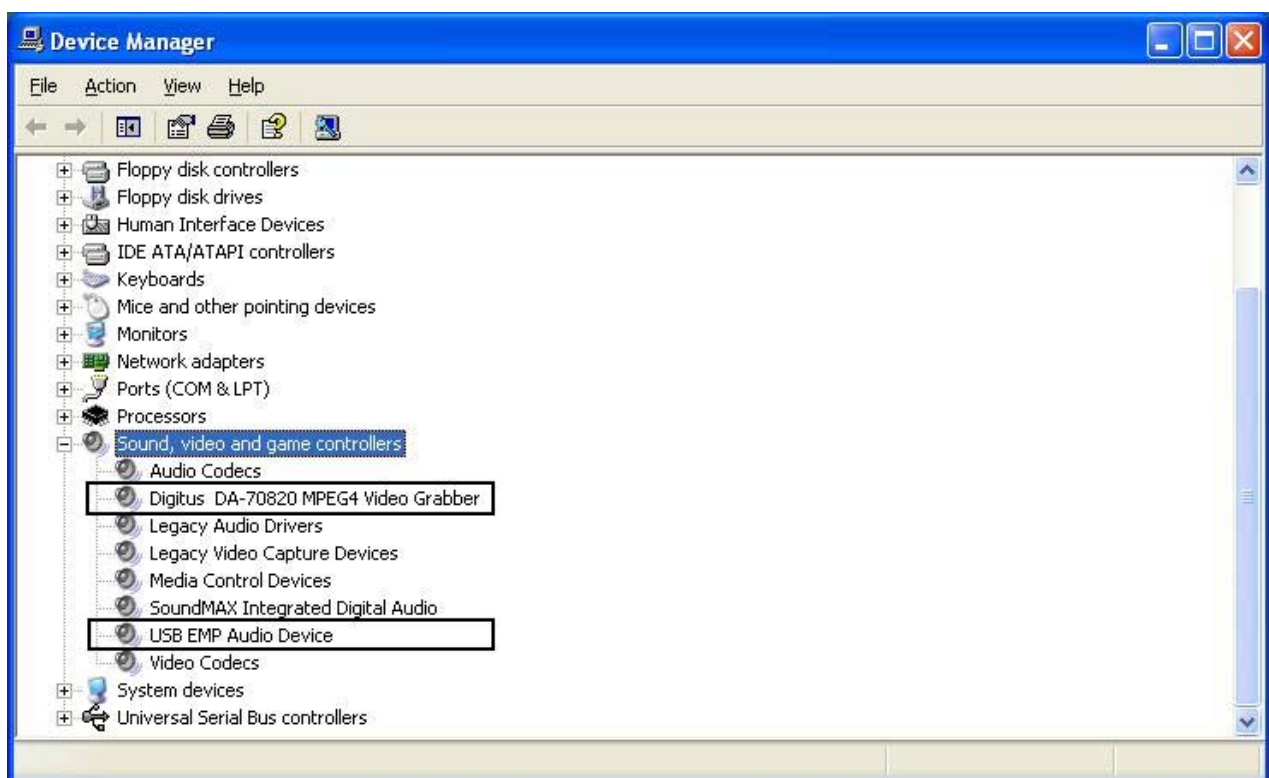 Device Manager
File Action View Help
Floppy disk controllers
Floppy disk drives
Human Interface Devices
IDE ATA/ATAPI controllers
Keyboards
Mice and other pointing devices
Monitors
Network adapters
Ports (COM & LPT)
Processors
Sound, video and game controllers
Audio Codecs
Digitus DA-70820 MPEG4 Video Grabber
Legacy Audio Drivers
Legacy Video Capture Devices
Media Control Devices
SoundMAX Integrated Digital Audio
USB EMP Audio Device
Video Codecs
System devices
Universal Serial Bus controllers